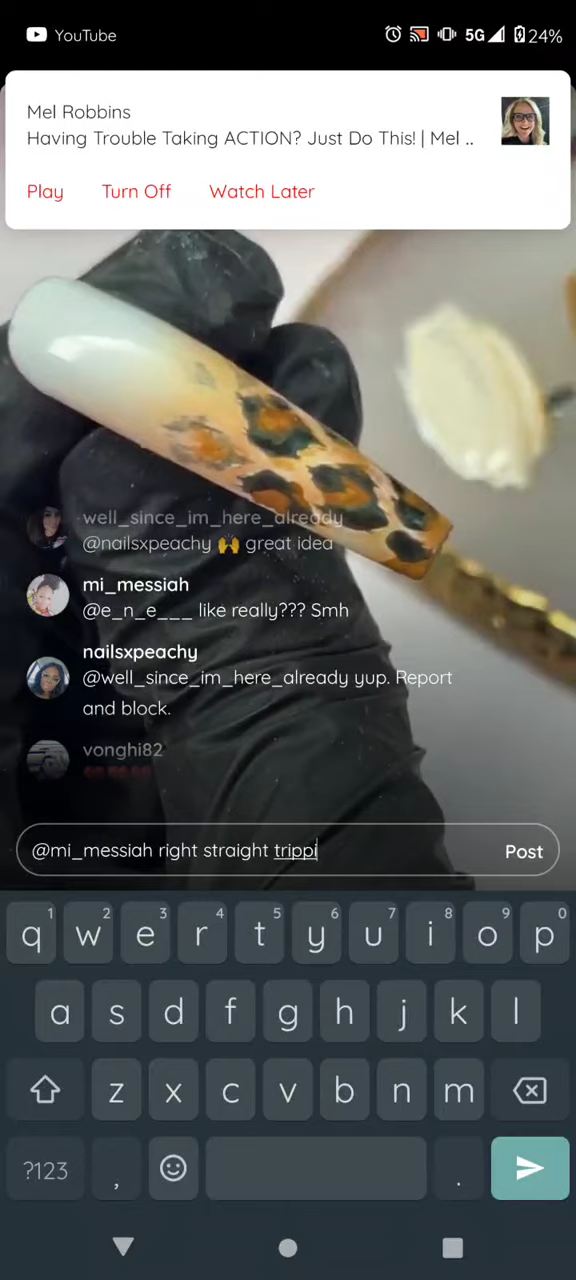 YouTube
5G 24%
Mel Robbins
Having Trouble Taking ACTION? Just Do This! | Mel ..
Play Turn Off Watch Later
well_since_im_here_already
@nailsxpeachy 🙌 great idea
mi_messiah
@e_n_e___ like really??? Smh
nailsxpeachy
@well_since_im_here_already yup. Report
and block.
vonghi82
@mi_messiah right straight trippi
Post
1 2 3 4 5 6 7 8 9 0
q w e r t y u i o p
a s d f g h j k l
z x c v b n m
?123 , .